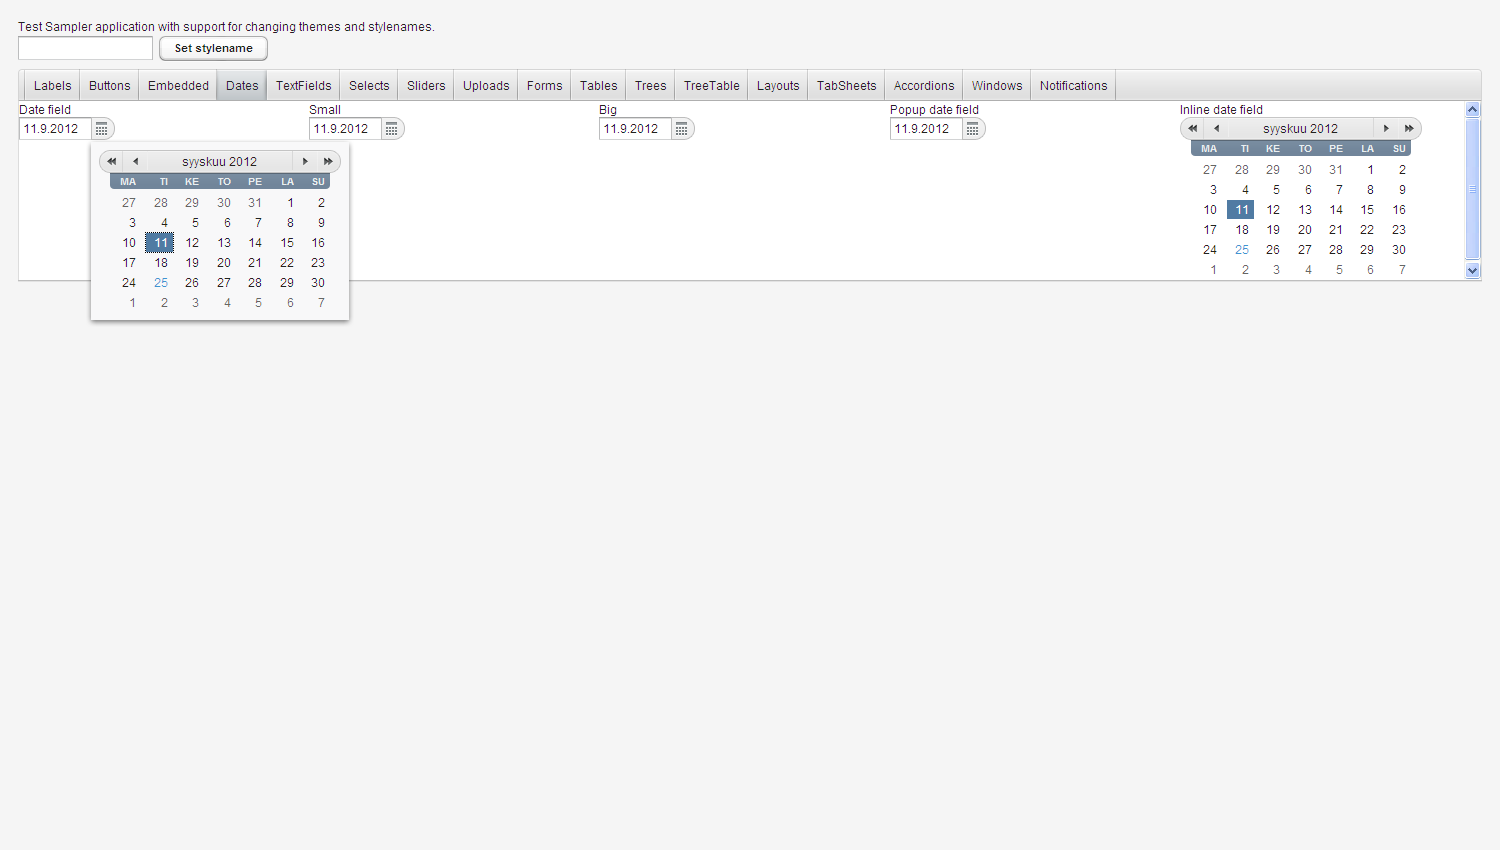 Test Sampler application with support for changing themes and stylenames.
Set stylename
Labels Buttons Embedded Dates TextFields Selects Sliders Uploads Forms Tables Trees TreeTable Layouts TabSheets Accordions Windows Notifications
Date field Small Big Popup date field Inline date field
11.9.2012 11.9.2012 11.9.2012 11.9.2012
syyskuu 2012
MA TI KE TO PE LA SU
27 28 29 30 31 1 2
3 4 5 6 7 8 9
10 11 12 13 14 15 16
17 18 19 20 21 22 23
24 25 26 27 28 29 30
1 2 3 4 5 6 7
syyskuu 2012
MA TI KE TO PE LA SU
27 28 29 30 31 1 2
3 4 5 6 7 8 9
10 11 12 13 14 15 16
17 18 19 20 21 22 23
24 25 26 27 28 29 30
1 2 3 4 5 6 7